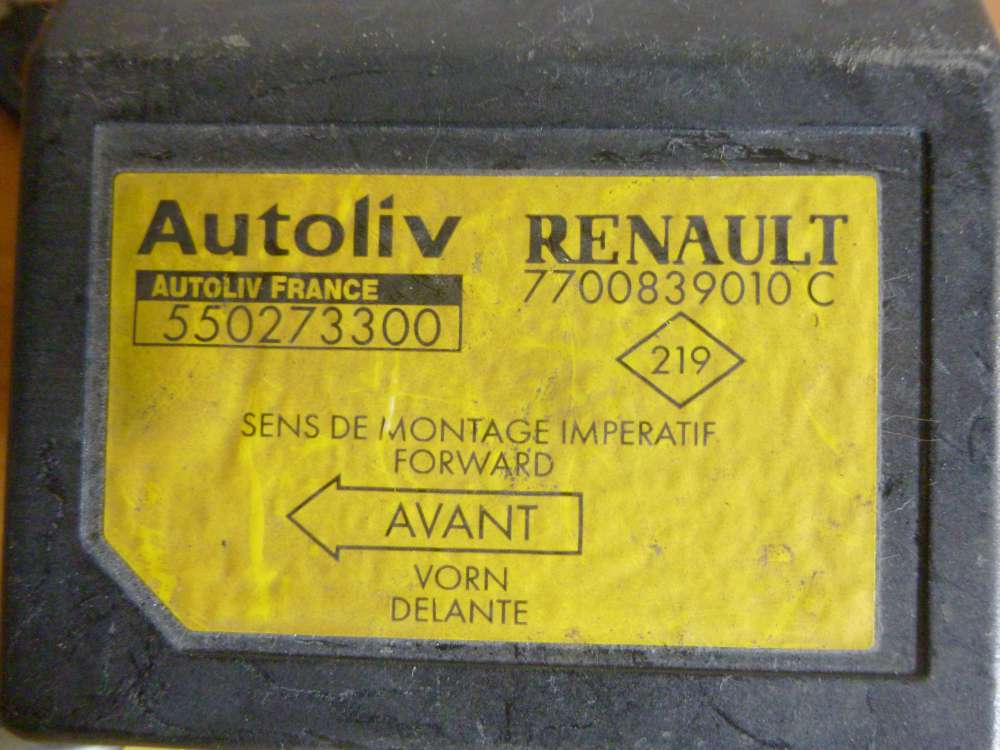 Autoliv
AUTOLIV FRANCE
550273300
RENAULT
7700839010 C
219
SENS DE MONTAGE IMPERATIF
FORWARD
AVANT
VORN
DELANTE